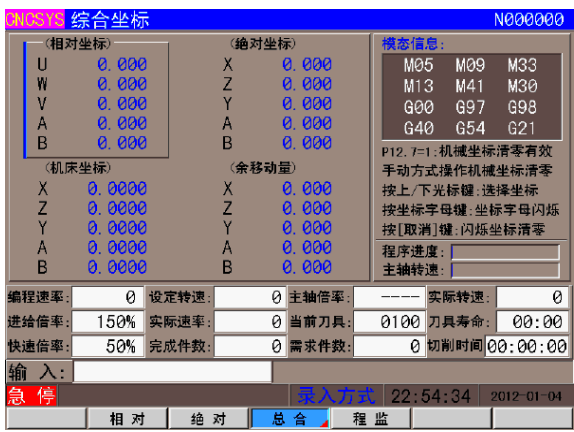 CNCSYS 综合坐标 N000000
(相对坐标) (绝对坐标) 模态信息:
U 0.000 X 0.000 M05 M09 M33
W 0.000 Z 0.000 M13 M41 M30
V 0.000 Y 0.000 G00 G97 G98
A 0.000 A 0.000 G40 G54 G21
B 0.000 B 0.000
P12.7=1:机械坐标清零有效
(机床坐标) (余移动量) 手动方式操作机械坐标清零
X 0.0000 X 0.000 按上/下光标键:选择坐标
Z 0.0000 Z 0.000 按坐标字母键:坐标字母闪烁
Y 0.0000 Y 0.000 按[取消]键:闪烁坐标清零
A 0.0000 A 0.000 程序进度:
B 0.0000 B 0.000 主轴转速:
编程速率: 0 设定转速: 0 主轴倍率: ---- 实际转速: 0
进给倍率: 150% 实际速率: 0 当前刀具: 0100 刀具寿命: 00:00
快速倍率: 50% 完成件数: 0 需求件数: 0 切削时间 00:00:00
输 入:
急 停 录入方式 22:54:34 2012-01-04
相 对 绝 对 总 合 程 监